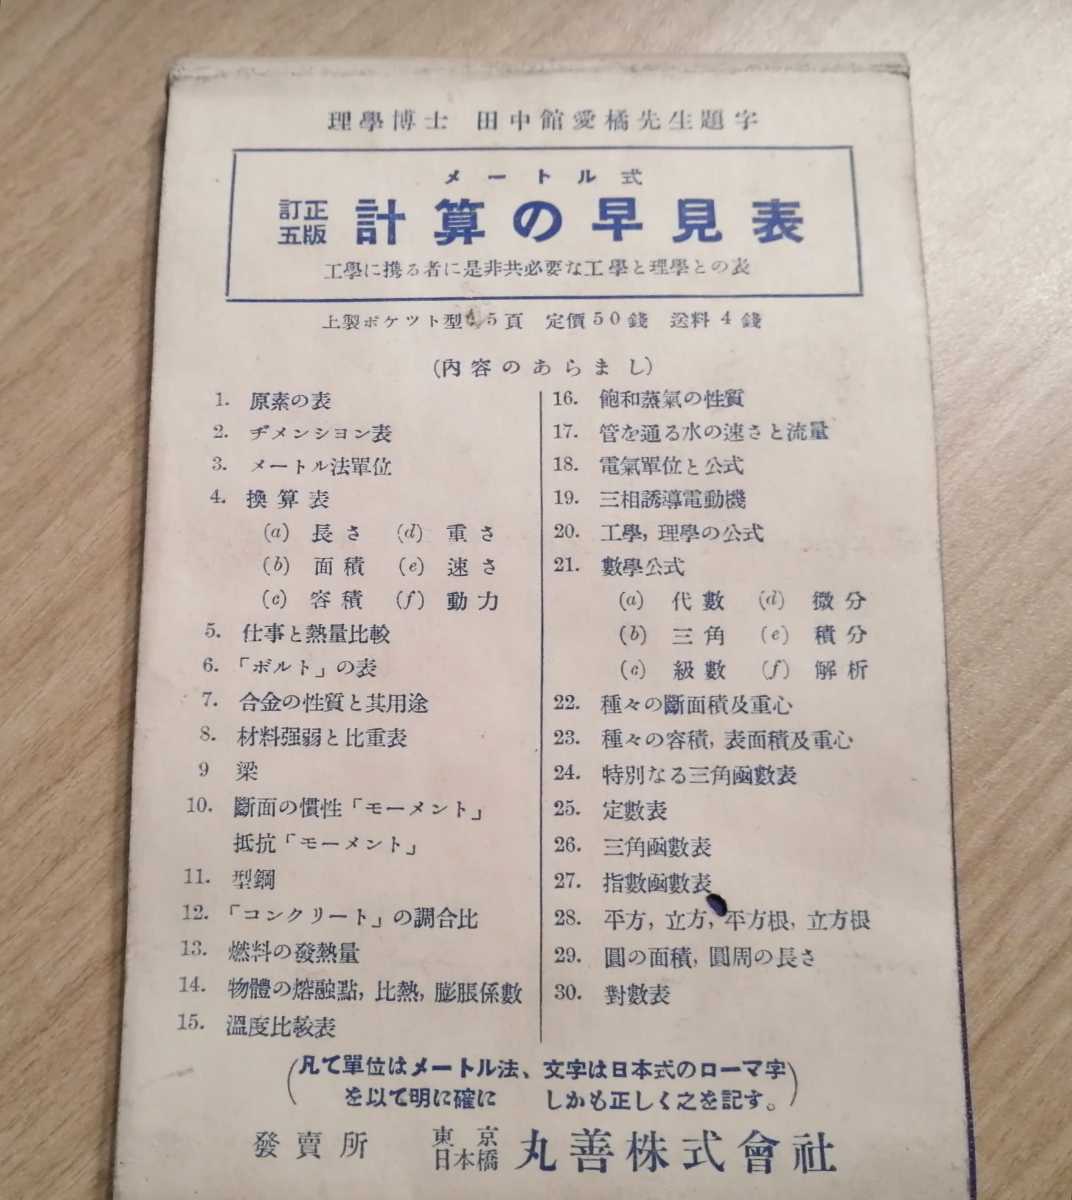 理學博士 田中館愛橘先生題字
メートル式
訂正五版 計算の早見表
工學に携る者に是非共必要な工學と理學との表
上製ポケツト型 5頁 定價50錢 送料4錢
(内容のあらまし)
1. 原素の表
2. ヂメンシヨン表
3. メートル法單位
4. 換算表
(a) 長さ (d) 重さ
(b) 面積 (e) 速さ
(c) 容積 (f) 動力
5. 仕事と熱量比較
6. 「ボルト」の表
7. 合金の性質と其用途
8. 材料强弱と比重表
9 梁
10. 斷面の慣性「モーメント」
抵抗「モーメント」
11. 型鋼
12. 「コンクリート」の調合比
13. 燃料の發熱量
14. 物體の熔融點, 比熱, 膨脹係數
15. 溫度比較表
16. 飽和蒸氣の性質
17. 管を通る水の速さと流量
18. 電氣單位と公式
19. 三相誘導電動機
20. 工學, 理學の公式
21. 數學公式
(a) 代數 (d) 微分
(b) 三角 (e) 積分
(c) 級數 (f) 解析
22. 種々の斷面積及重心
23. 種々の容積, 表面積及重心
24. 特別なる三角凾數表
25. 定數表
26. 三角凾數表
27. 指數凾數表
28. 平方, 立方, 平方根, 立方根
29. 圓の面積, 圓周の長さ
30. 對數表
(凡て單位はメートル法、文字は日本式のローマ字
を以て明に確に しかも正しく之を記す。)
發賣所 東京日本橋 丸善株式會社